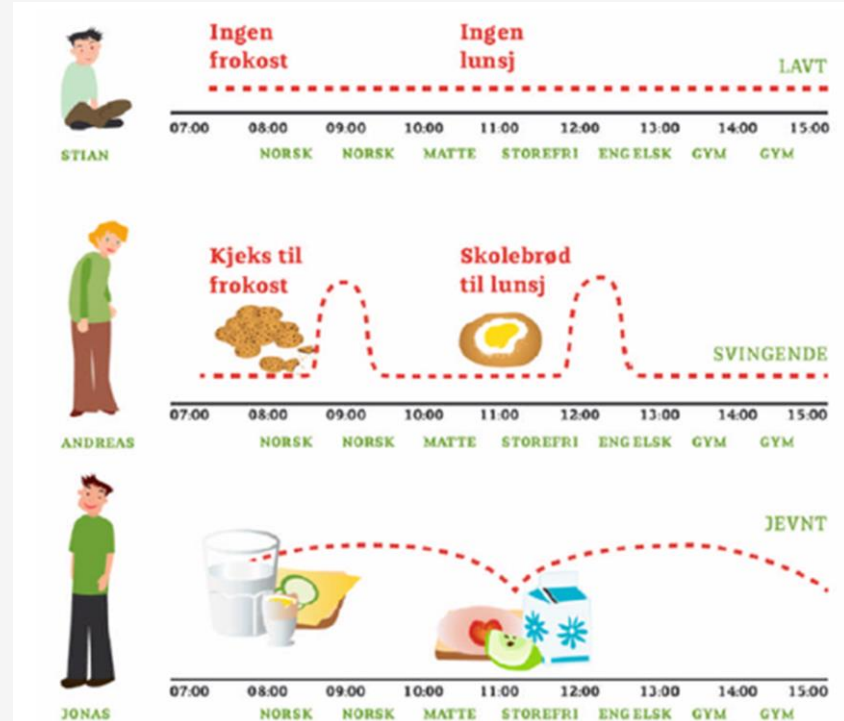 Ingen Ingen
frokost lunsj
LAVT
07:00 08:00 09:00 10:00 11:00 12:00 13:00 14:00 15:00
STIAN NORSK NORSK MATTE STOREFRI ENGELSK GYM GYM
Kjeks til Skolebrød
frokost til lunsj
SVINGENDE
07:00 08:00 09:00 10:00 11:00 12:00 13:00 14:00 15:00
ANDREAS NORSK NORSK MATTE STOREFRI ENGELSK GYM GYM
JEVNT
07:00 08:00 09:00 10:00 11:00 12:00 13:00 14:00 15:00
JONAS NORSK NORSK MATTE STOREFRI ENGELSK GYM GYM